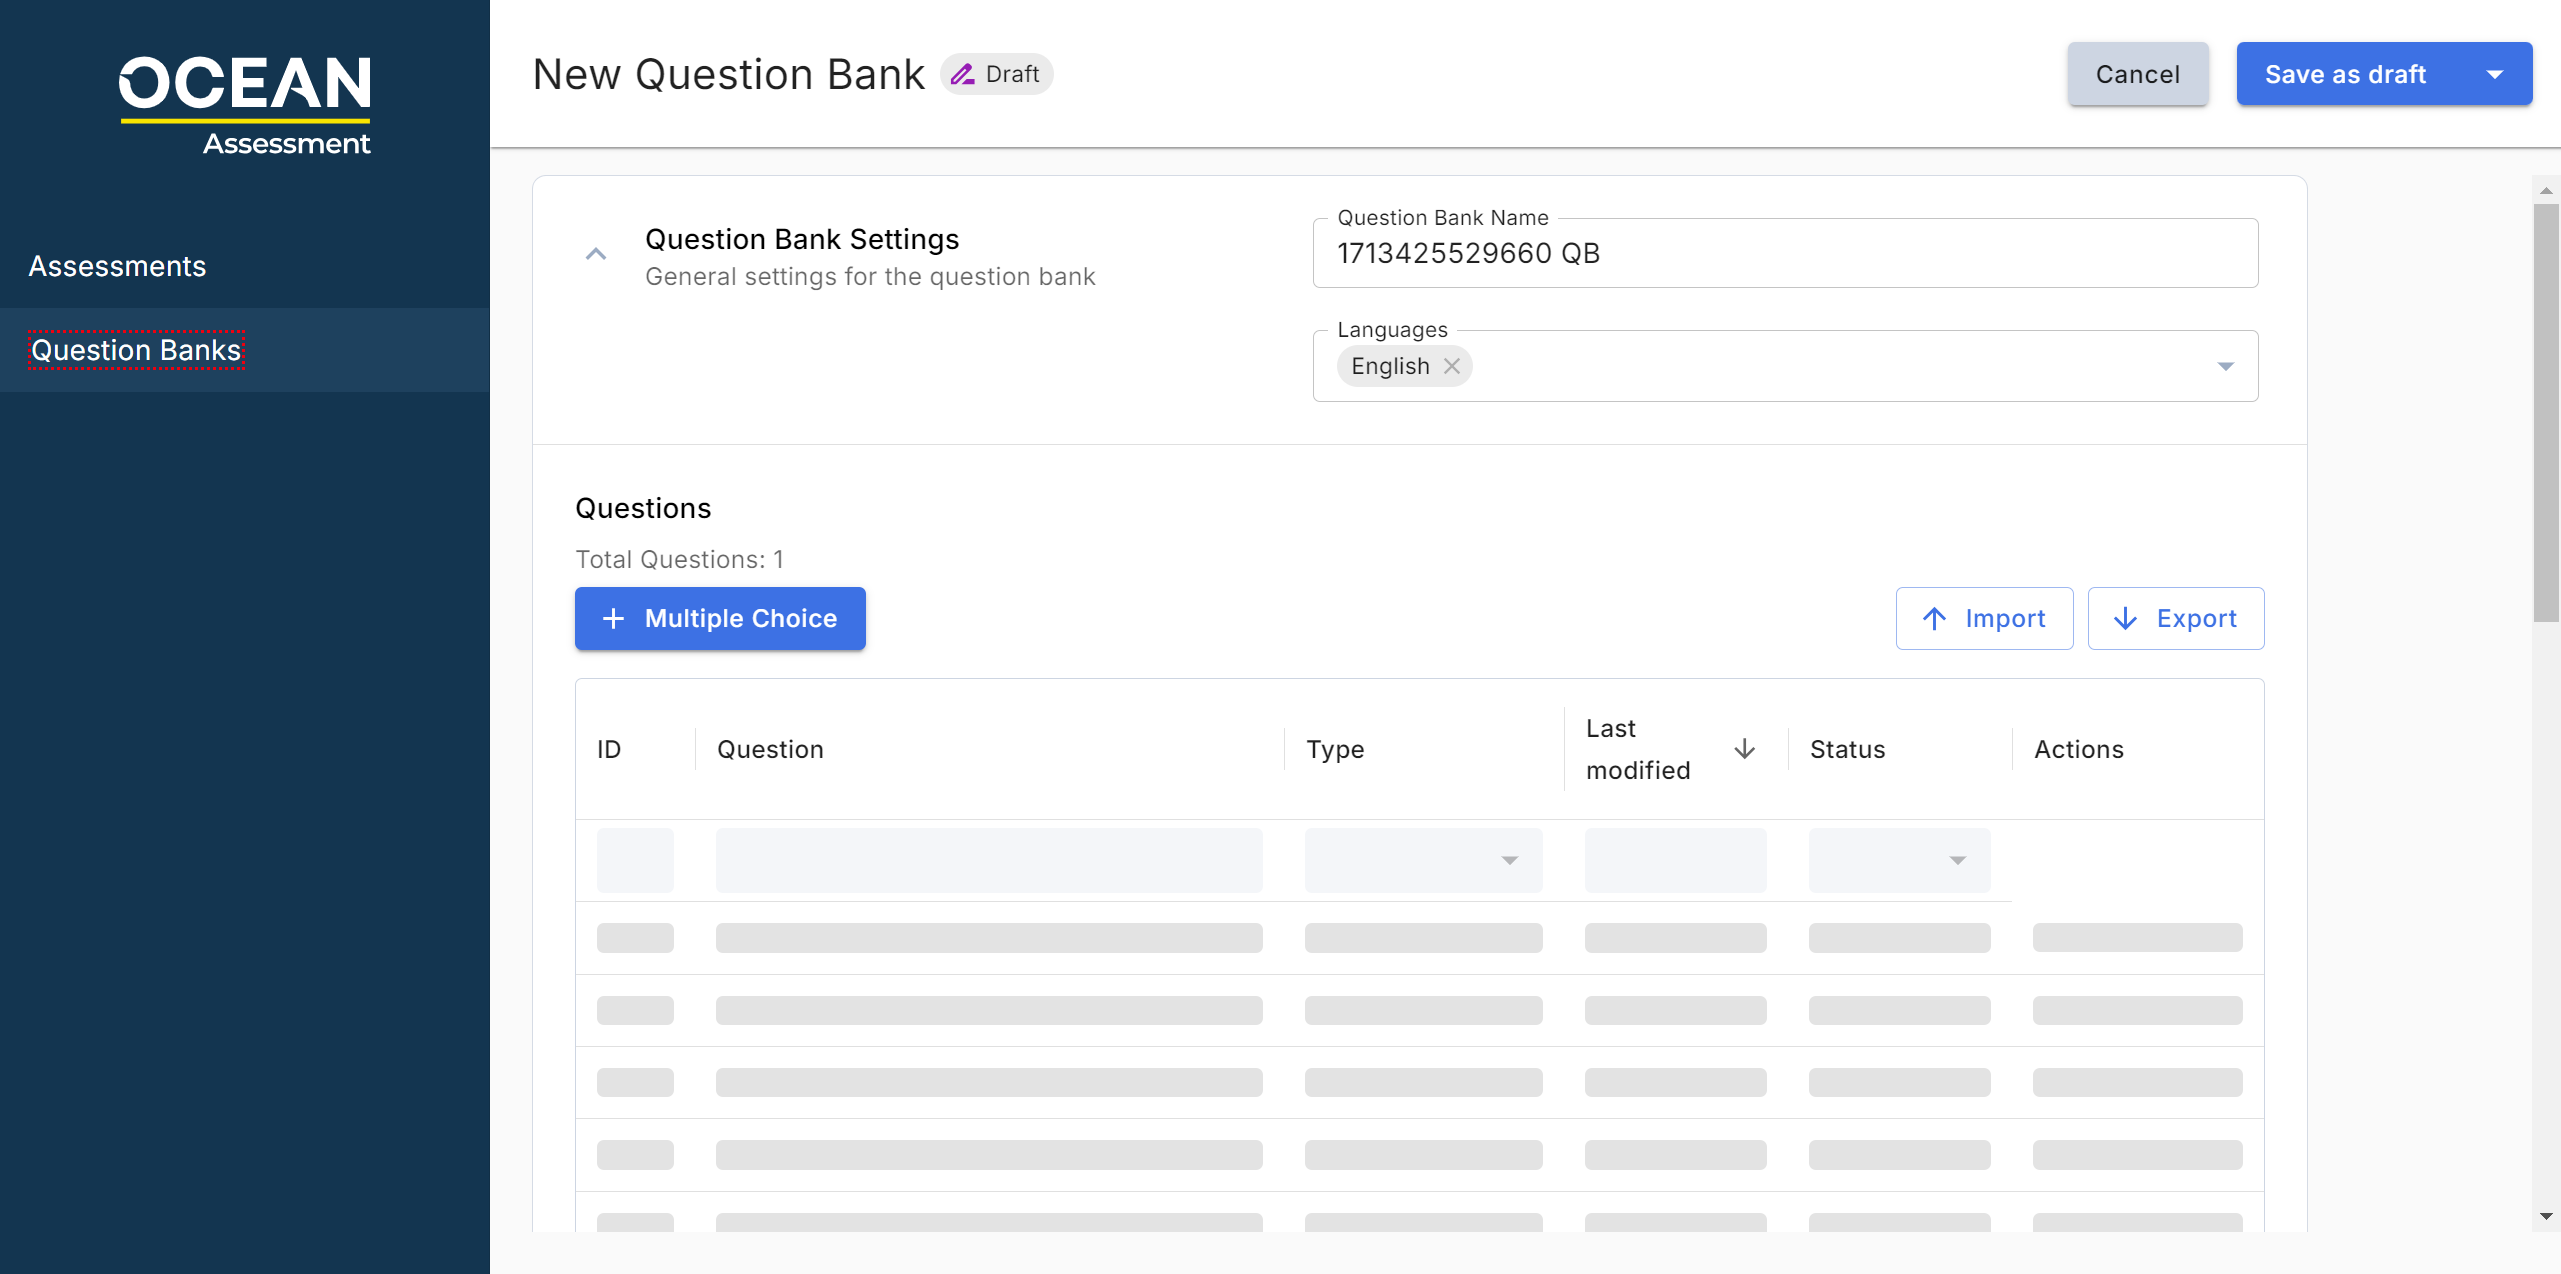 OCEAN
Assessment
Assessments
Question Banks
New Question Bank
Draft
Cancel
Save as draft
Question Bank Settings
General settings for the question bank
Question Bank Name
1713425529660 QB
Languages
English
Questions
Total Questions: 1
Multiple Choice
Import
Export
ID
Question
Type
Last
modified
Status
Actions